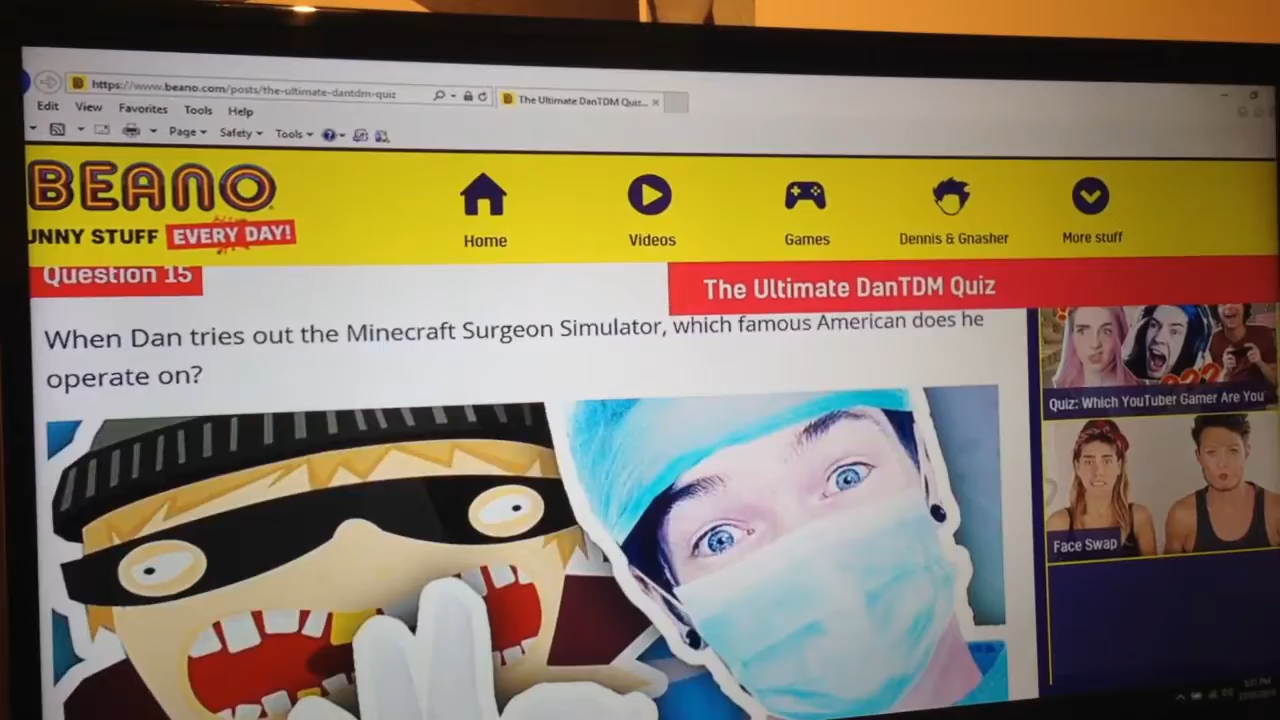 https://www.beano.com/posts/the-ultimate-dantdm-quiz
The Ultimate DanTDM Quiz...
Edit View Favorites Tools Help
Page Safety Tools
BEANO
UNNY STUFF EVERY DAY!
Home
Videos
Games
Dennis & Gnasher
More stuff
Question 15
The Ultimate DanTDM Quiz
When Dan tries out the Minecraft Surgeon Simulator, which famous American does he
operate on?
???
Quiz: Which YouTuber Gamer Are You
Face Swap